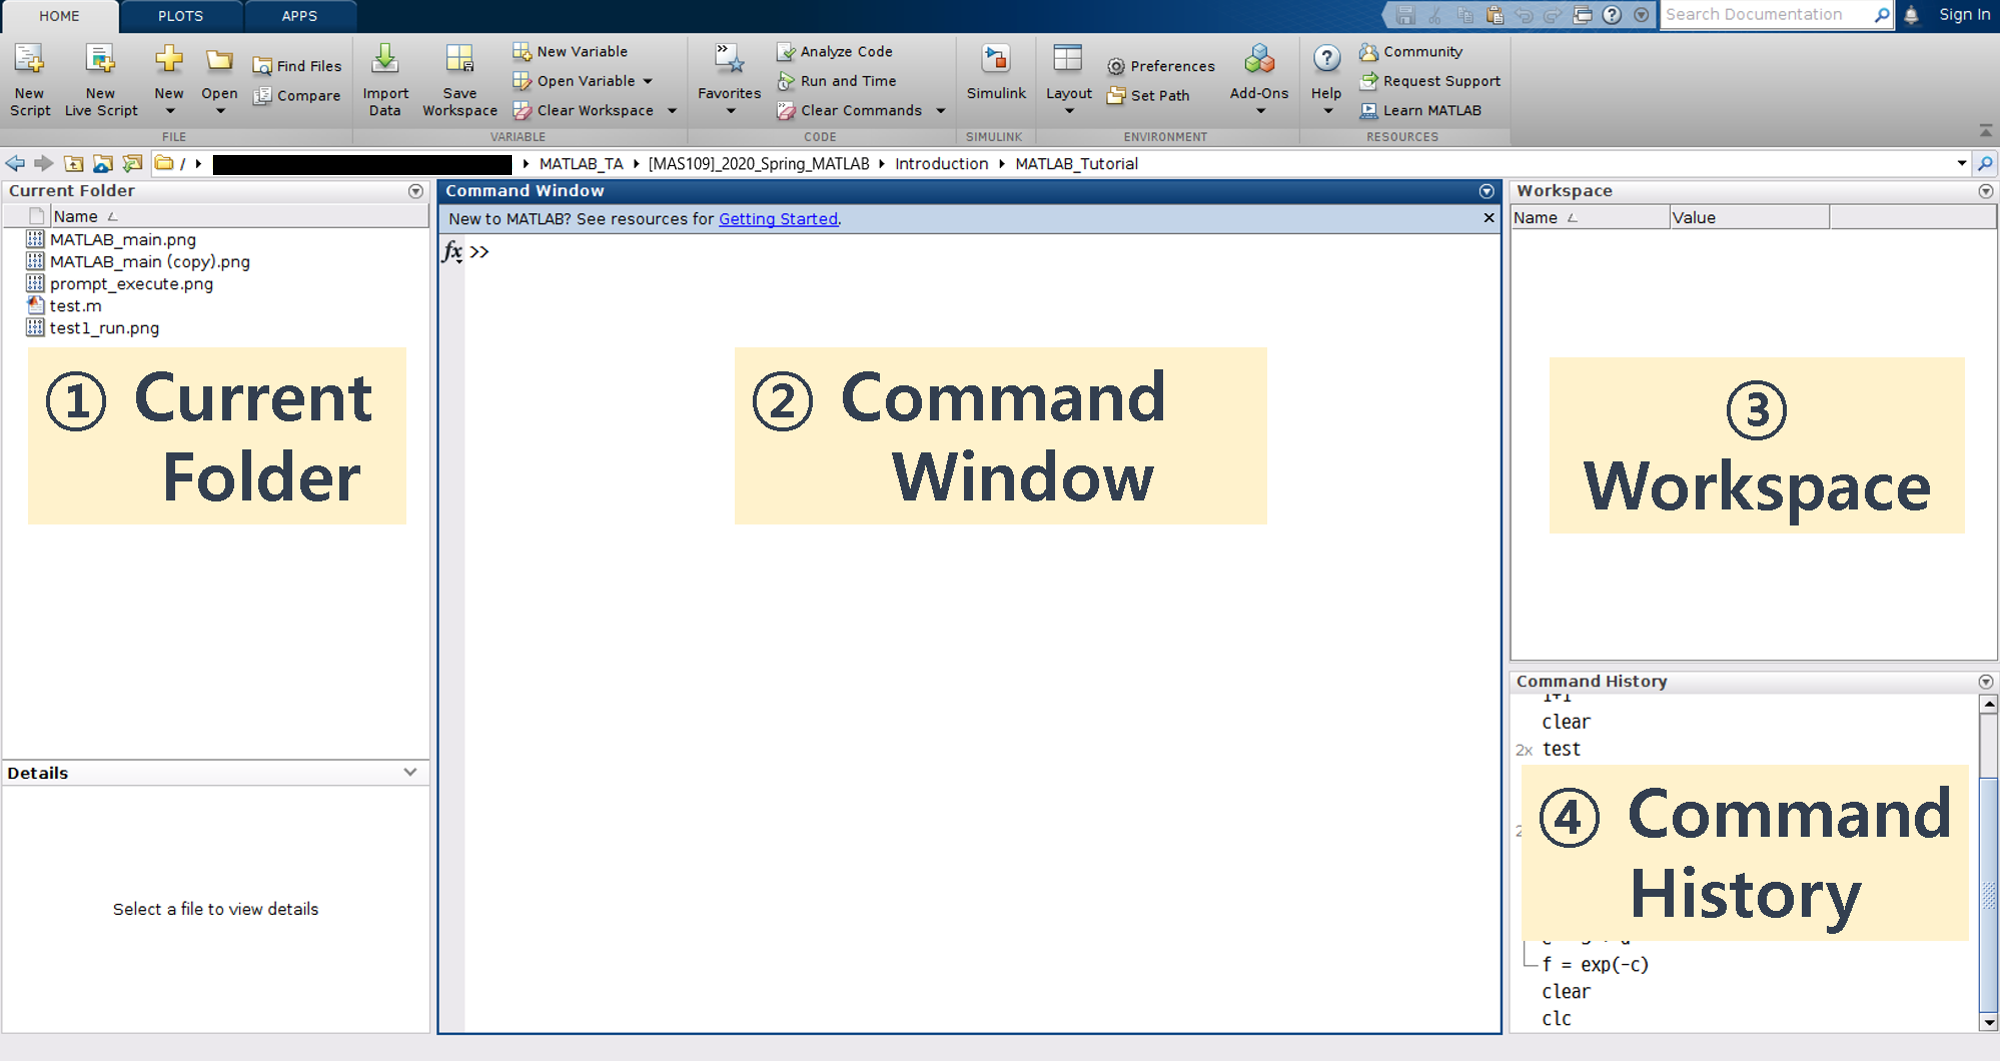 HOME PLOTS APPS
Search Documentation Sign In
New Script
New Live Script
New
Open
Find Files
Compare
FILE
Import Data
Save Workspace
New Variable
Open Variable
Clear Workspace
VARIABLE
Favorites
Analyze Code
Run and Time
Clear Commands
CODE
Simulink
SIMULINK
Layout
Preferences
Set Path
Add-Ons
ENVIRONMENT
Help
Community
Request Support
Learn MATLAB
RESOURCES
/ MATLAB_TA [MAS109]_2020_Spring_MATLAB Introduction MATLAB_Tutorial
Current Folder
Name
MATLAB_main.png
MATLAB_main (copy).png
prompt_execute.png
test.m
test1_run.png
① Current
Folder
Details
Select a file to view details
Command Window
New to MATLAB? See resources for Getting Started.
fx >>
② Command
Window
Workspace
Name Value
③
Workspace
Command History
1+1
clear
2x test
④ Command
History
f = exp(-c)
clear
clc